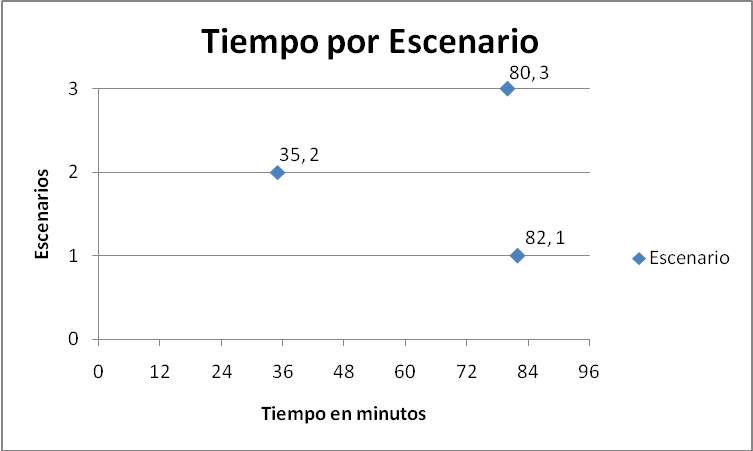 Tiempo por Escenario
80, 3
3
35, 2
2
Escenarios
82, 1
1
Escenario
0
0 12 24 36 48 60 72 84 96
Tiempo en minutos